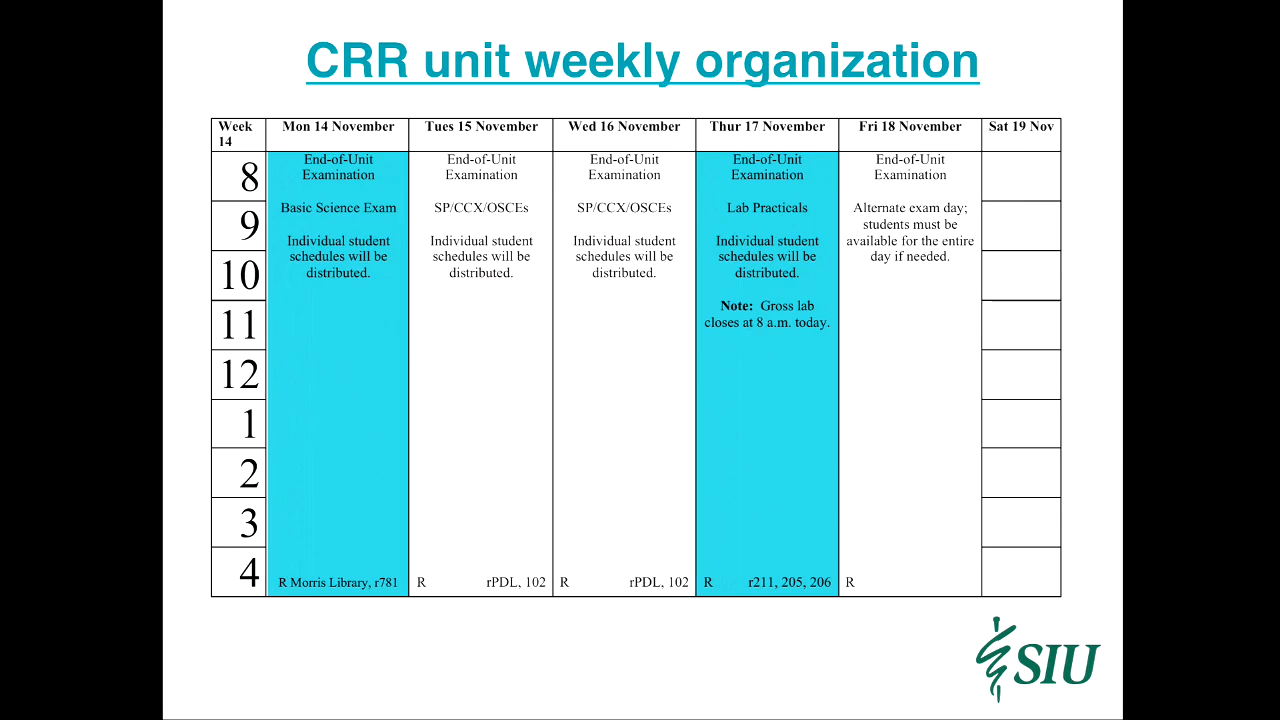 CRR unit weekly organization
Week 14
Mon 14 November
Tues 15 November
Wed 16 November
Thur 17 November
Fri 18 November
Sat 19 Nov
8
9
10
11
12
1
2
3
4
End-of-Unit
Examination
Basic Science Exam
Individual student
schedules will be
distributed.
R Morris Library, r781
End-of-Unit
Examination
SP/CCX/OSCEs
Individual student
schedules will be
distributed.
R rPDL, 102
End-of-Unit
Examination
SP/CCX/OSCEs
Individual student
schedules will be
distributed.
R rPDL, 102
End-of-Unit
Examination
Lab Practicals
Individual student
schedules will be
distributed.
Note: Gross lab
closes at 8 a.m. today.
R r211, 205, 206
End-of-Unit
Examination
Alternate exam day;
students must be
available for the entire
day if needed.
R
SIU